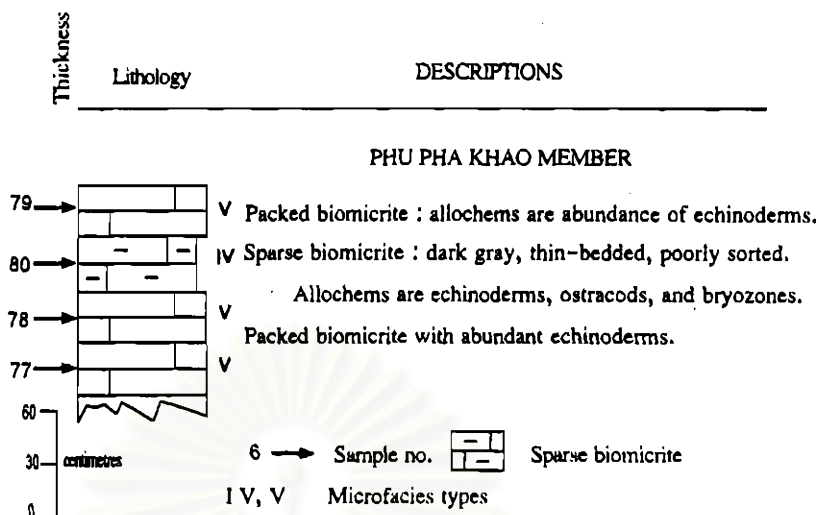 Thickness
Lithology
DESCRIPTIONS
PHU PHA KHAO MEMBER
79 V Packed biomicrite : allochems are abundance of echinoderms.
80 IV Sparse biomicrite : dark gray, thin-bedded, poorly sorted.
Allochems are echinoderms, ostracods, and bryozones.
78 V
Packed biomicrite with abundant echinoderms.
77 V
60
30 centimetres
0
6 Sample no. Sparse biomicrite
I V, V Microfacies types